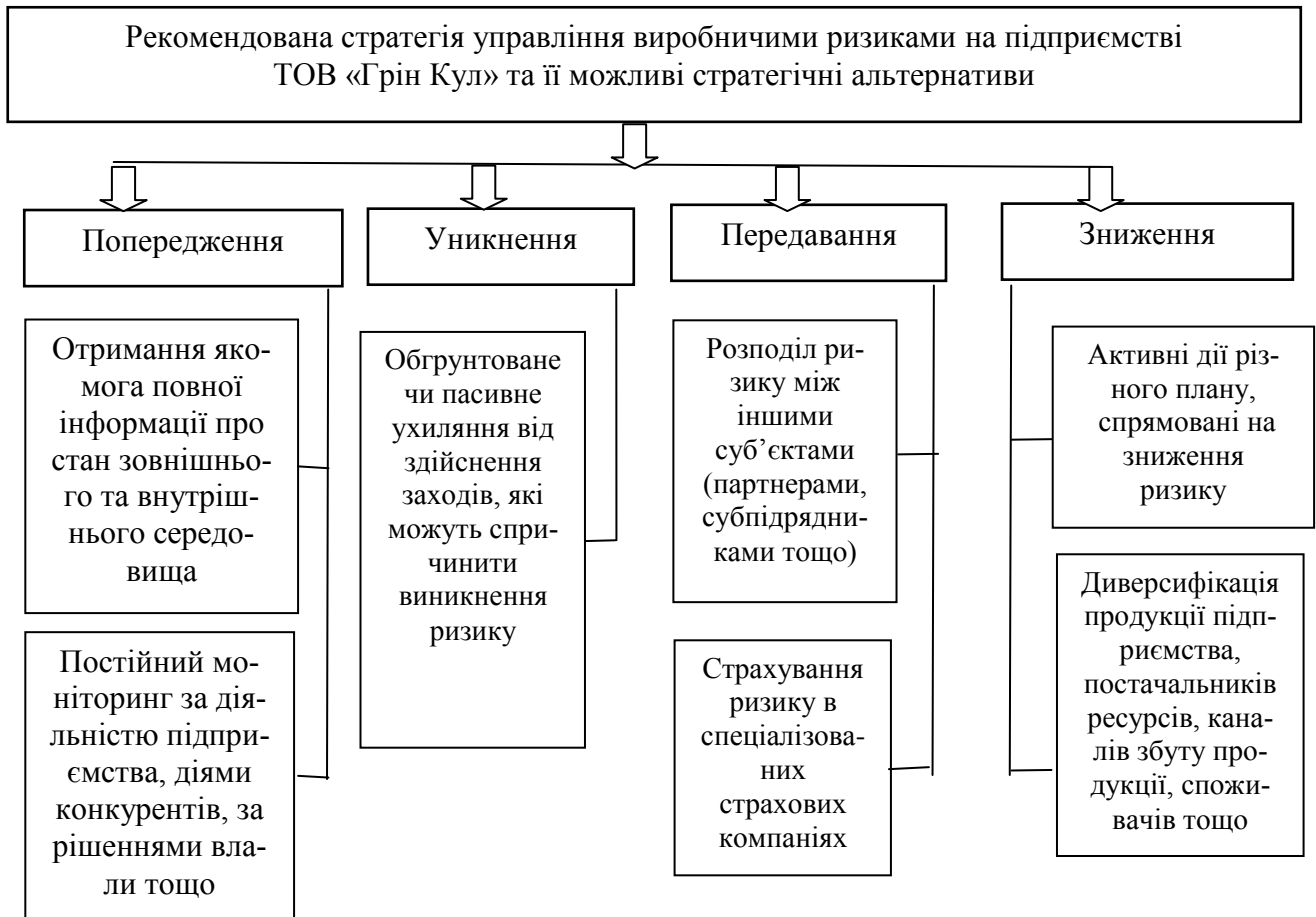 Рекомендована стратегія управління виробничими ризиками на підприємстві
ТОВ «Грін Кул» та її можливі стратегічні альтернативи
Попередження
Уникнення
Передавання
Зниження
Отримання яко-
мога повної
інформації про
стан зовнішньо-
го та внутріш-
нього середо-
вища
Постійний мо-
ніторинг за дія-
льністю підпри-
ємства, діями
конкурентів, за
рішеннями вла-
ли тощо
Обгрунтоване
чи пасивне
ухиляння від
здійснення
заходів, які
можуть спри-
чинити
виникнення
ризику
Розподіл ри-
зику між
іншими
суб’єктами
(партнерами,
субпідрядни-
ками тощо)
Страхування
ризику в
спеціалізова-
них
страхових
компаніях
Активні дії різ-
ного плану,
спрямовані на
зниження
ризику
Диверсифікація
продукції підп-
риємства,
постачальників
ресурсів, кана-
лів збуту про-
дукції, спожи-
вачів тощо